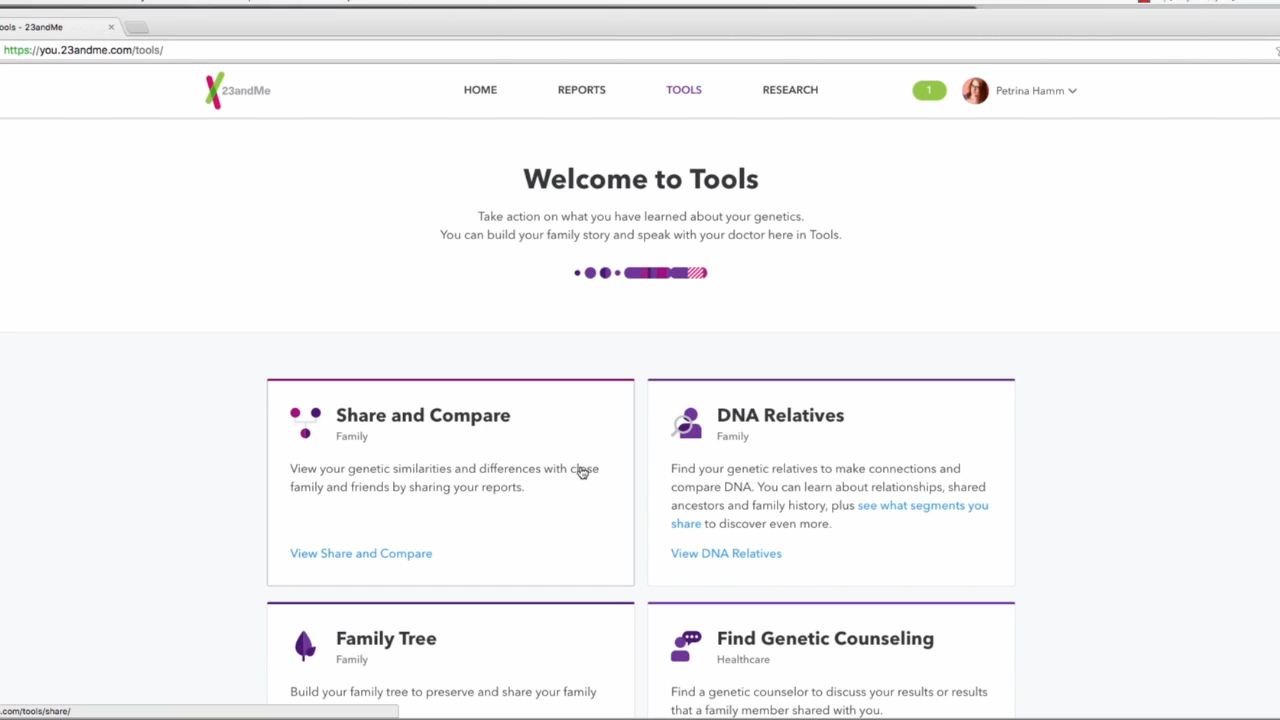 ools - 23andMe
https://you.23andme.com/tools/
23andMe
HOME
REPORTS
TOOLS
RESEARCH
1
Petrina Hamm
Welcome to Tools
Take action on what you have learned about your genetics.
You can build your family story and speak with your doctor here in Tools.
Share and Compare
Family
View your genetic similarities and differences with close
family and friends by sharing your reports.
View Share and Compare
DNA Relatives
Family
Find your genetic relatives to make connections and
compare DNA. You can learn about relationships, shared
ancestors and family history, plus see what segments you
share to discover even more.
View DNA Relatives
Family Tree
Family
Build your family tree to preserve and share your family
Find Genetic Counseling
Healthcare
Find a genetic counselor to discuss your results or results
that a family member shared with you.
.com/tools/share/